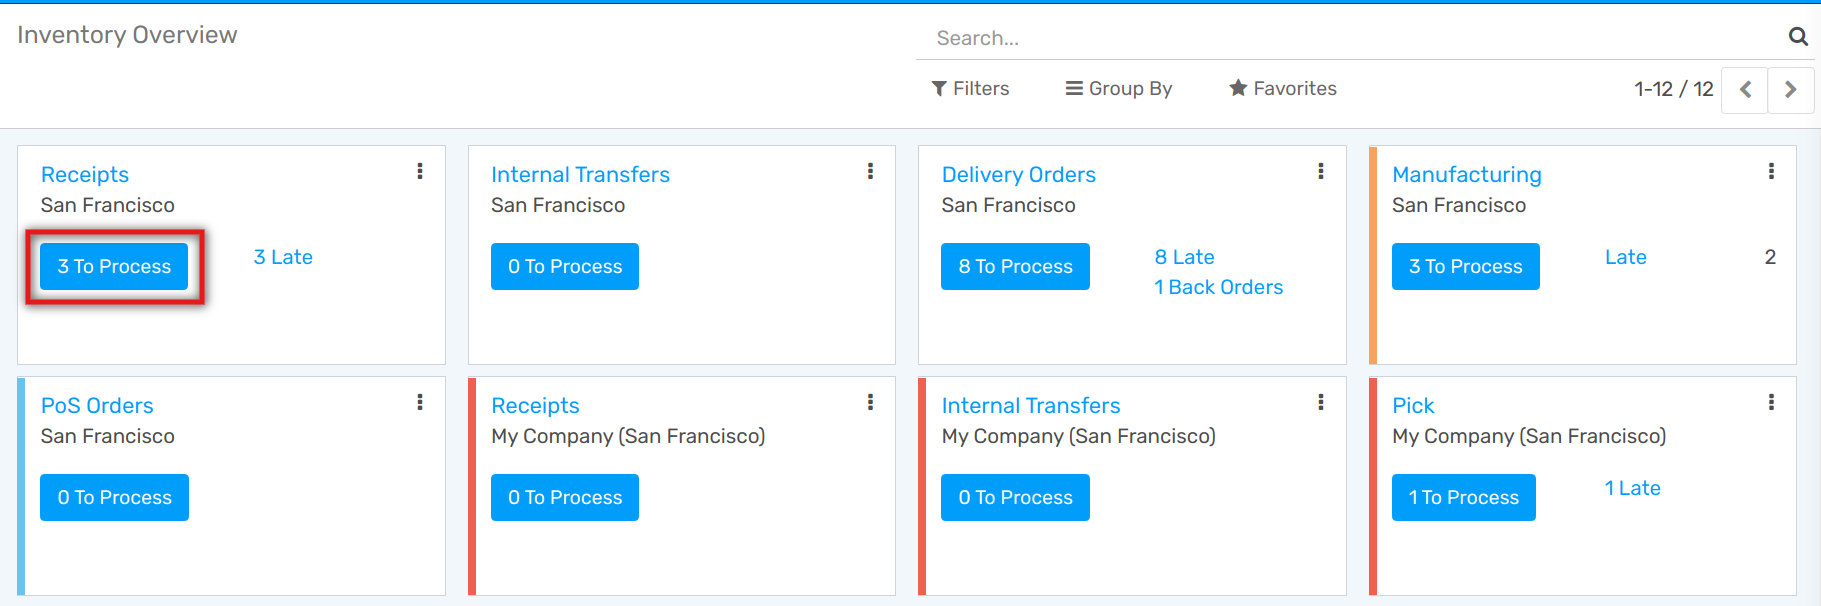 Inventory Overview
Search...
Filters
Group By
Favorites
1-12 / 12
Receipts
San Francisco
3 To Process
3 Late
Internal Transfers
San Francisco
0 To Process
Delivery Orders
San Francisco
8 To Process
8 Late
1 Back Orders
Manufacturing
San Francisco
3 To Process
Late 2
PoS Orders
San Francisco
0 To Process
Receipts
My Company (San Francisco)
0 To Process
Internal Transfers
My Company (San Francisco)
0 To Process
Pick
My Company (San Francisco)
1 To Process
1 Late